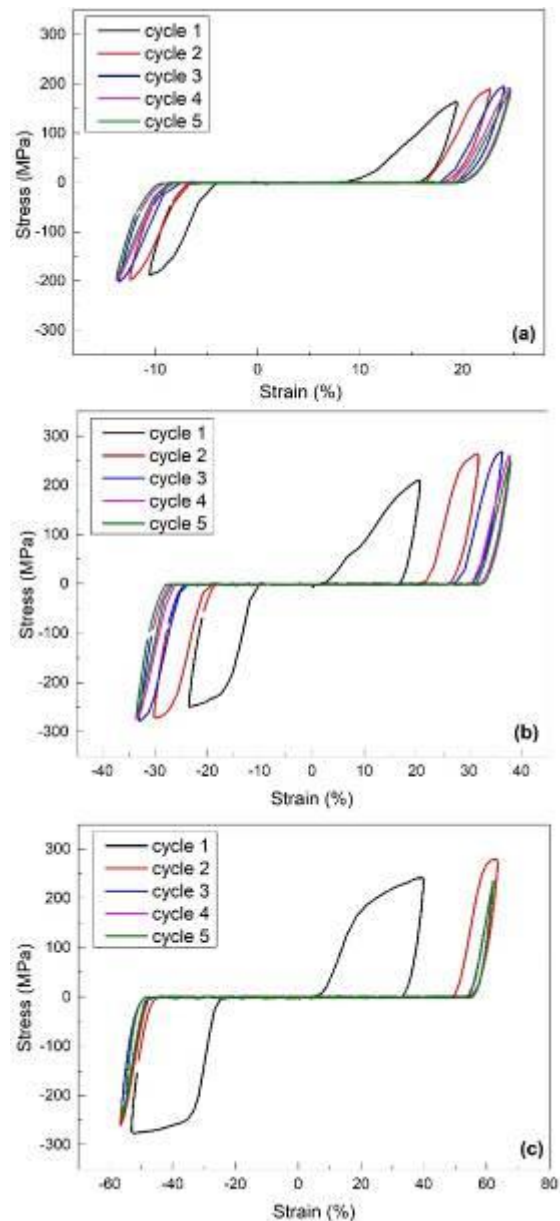 cycle 1
cycle 2
cycle 3
cycle 4
cycle 5
300
200
100
0
-100
-200
-300
Stress (MPa)
-10 0 10 20
Strain (%)
(a)
cycle 1
cycle 2
cycle 3
cycle 4
cycle 5
300
200
100
0
-100
-200
-300
Stress (MPa)
-40 -30 -20 -10 0 10 20 30 40
Strain (%)
(b)
cycle 1
cycle 2
cycle 3
cycle 4
cycle 5
300
200
100
0
-100
-200
-300
Stress (MPa)
-60 -40 -20 0 20 40 60 80
Strain (%)
(c)